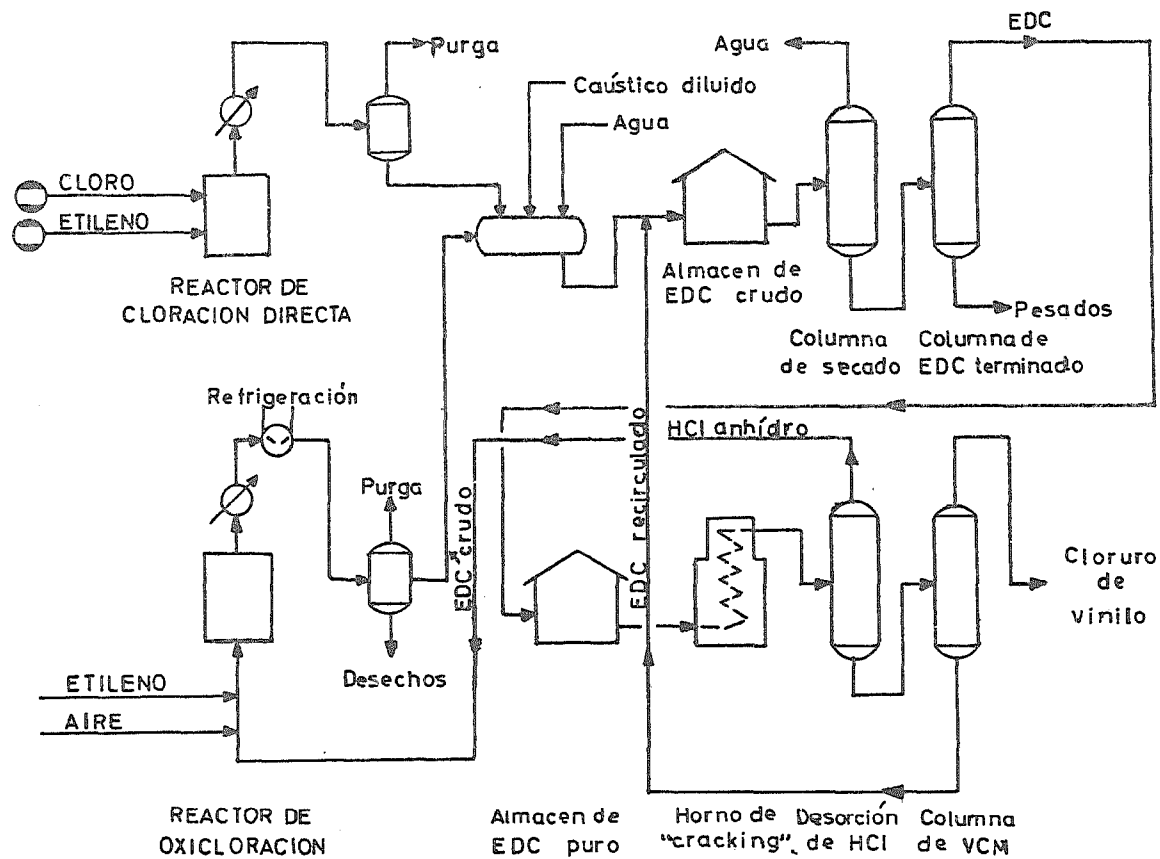 EDC
Purga
Agua
Caústico diluido
Agua
CLORO
ETILENO
REACTOR DE
CLORACION DIRECTA
Almacen de
EDC crudo
Pesados
Columna
de secado
Columna de
EDC terminado
Refrigeración
HCl anhídro
Purga
EDC crudo
EDC recirculado
Cloruro
de
vinilo
Desechos
ETILENO
AIRE
REACTOR DE
OXICLORACION
Almacen de
EDC puro
Horno de
"cracking".
Desorción
de HCl
Columna
de VCM